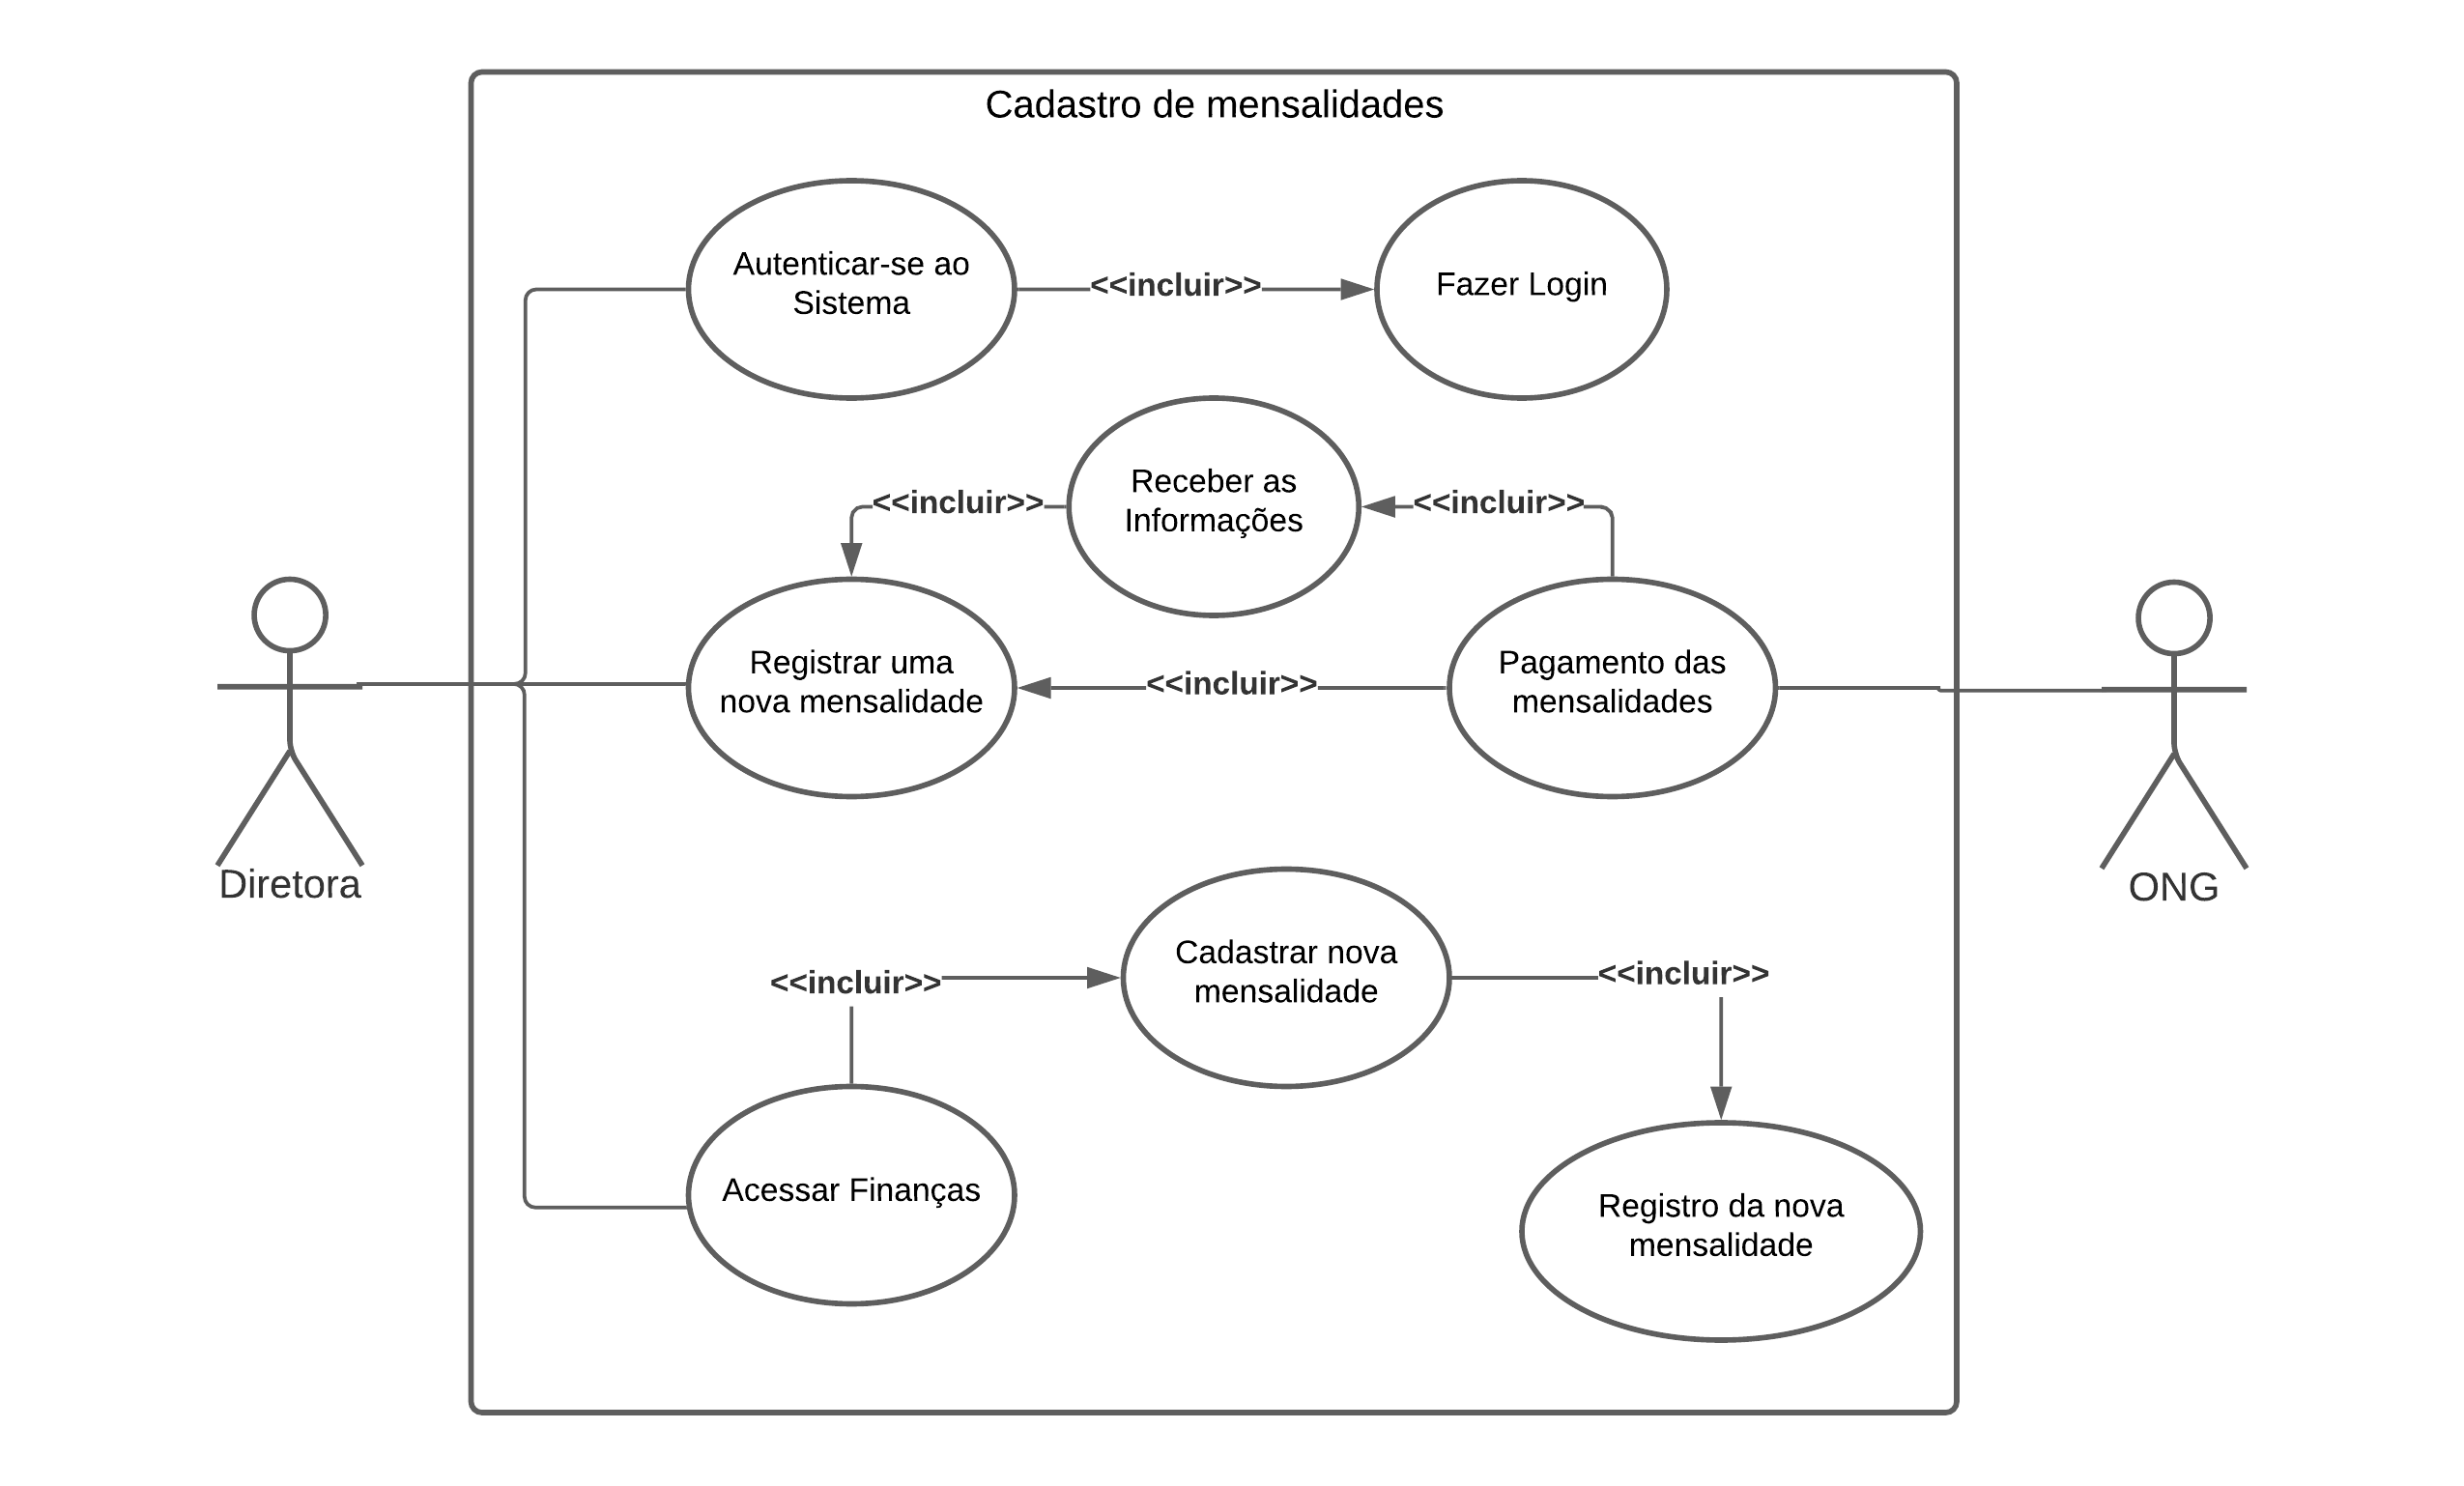 Cadastro de mensalidades
Autenticar-se ao
Sistema
<<incluir>>
Fazer Login
<<incluir>>
Receber as
Informações
<<incluir>>
Registrar uma
nova mensalidade
<<incluir>>
Pagamento das
mensalidades
Diretora
ONG
<<incluir>>
Cadastrar nova
mensalidade
<<incluir>>
Acessar Finanças
Registro da nova
mensalidade